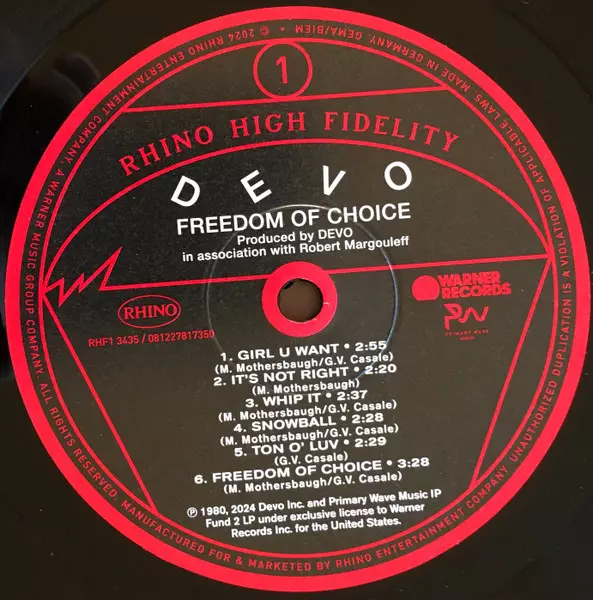 1
RHINO HIGH FIDELITY
DEVO
FREEDOM OF CHOICE
Produced by DEVO
in association with Robert Margouleff
RHINO
RHF1 3435 / 081227817350
WARNER
RECORDS
PW
PRIMARY WAVE
MUSIC
1. GIRL U WANT • 2:55
(M. Mothersbaugh/G.V. Casale)
2. IT'S NOT RIGHT • 2:20
(M. Mothersbaugh)
3. WHIP IT • 2:37
(M. Mothersbaugh/G.V. Casale)
4. SNOWBALL • 2:28
(M. Mothersbaugh/G.V. Casale)
5. TON O' LUV • 2:29
(G.V. Casale)
6. FREEDOM OF CHOICE • 3:28
(M. Mothersbaugh/G.V. Casale)
℗ 1980, 2024 Devo Inc. and Primary Wave Music IP
Fund 2 LP under exclusive license to Warner
Records Inc. for the United States.
© 2024 RHINO ENTERTAINMENT COMPANY, A WARNER MUSIC GROUP COMPANY. ALL RIGHTS RESERVED. MANUFACTURED FOR & MARKETED BY RHINO ENTERTAINMENT COMPANY. UNAUTHORIZED DUPLICATION IS A VIOLATION OF APPLICABLE LAWS. MADE IN GERMANY. GEMA/BIEM